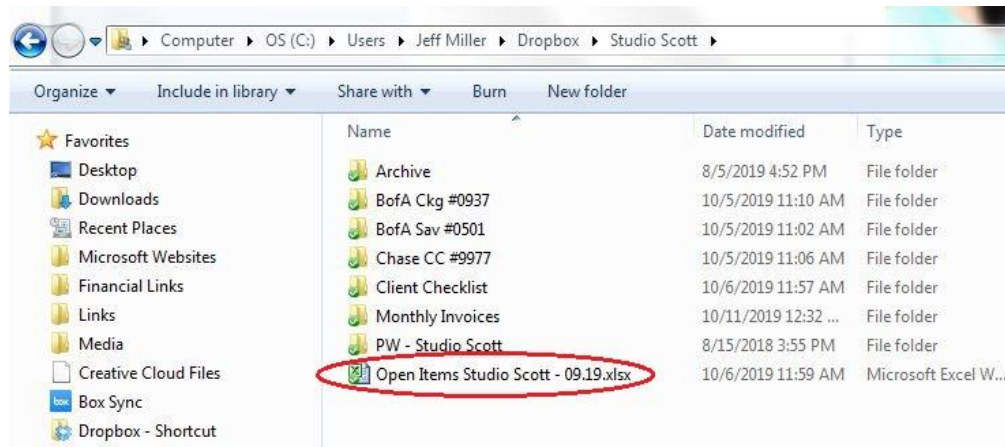 Computer ▸ OS (C:) ▸ Users ▸ Jeff Miller ▸ Dropbox ▸ Studio Scott ▸
Organize ▾ Include in library ▾ Share with ▾ Burn New folder
Favorites
Desktop
Downloads
Recent Places
Microsoft Websites
Financial Links
Links
Media
Creative Cloud Files
box Box Sync
Dropbox - Shortcut
Name Date modified Type
Archive 8/5/2019 4:52 PM File folder
BofA Ckg #0937 10/5/2019 11:10 AM File folder
BofA Sav #0501 10/5/2019 11:02 AM File folder
Chase CC #9977 10/5/2019 11:06 AM File folder
Client Checklist 10/6/2019 11:57 AM File folder
Monthly Invoices 10/11/2019 12:32 ... File folder
PW - Studio Scott 8/15/2018 3:55 PM File folder
Open Items Studio Scott - 09.19.xlsx 10/6/2019 11:59 AM Microsoft Excel W...